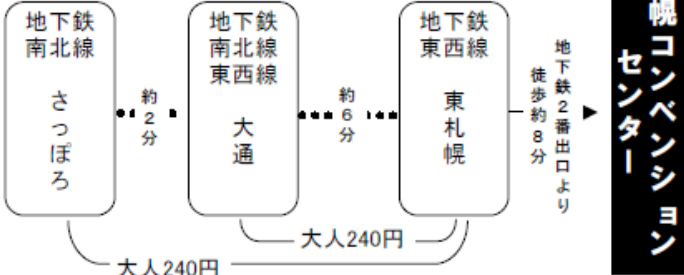 地下鉄
南北線
さっぽろ
約2分
地下鉄
南北線
東西線
大通
約6分
地下鉄
東西線
東札幌
地下鉄2番出口より
徒歩約8分
幌コンベンション
センター
大人240円
大人240円